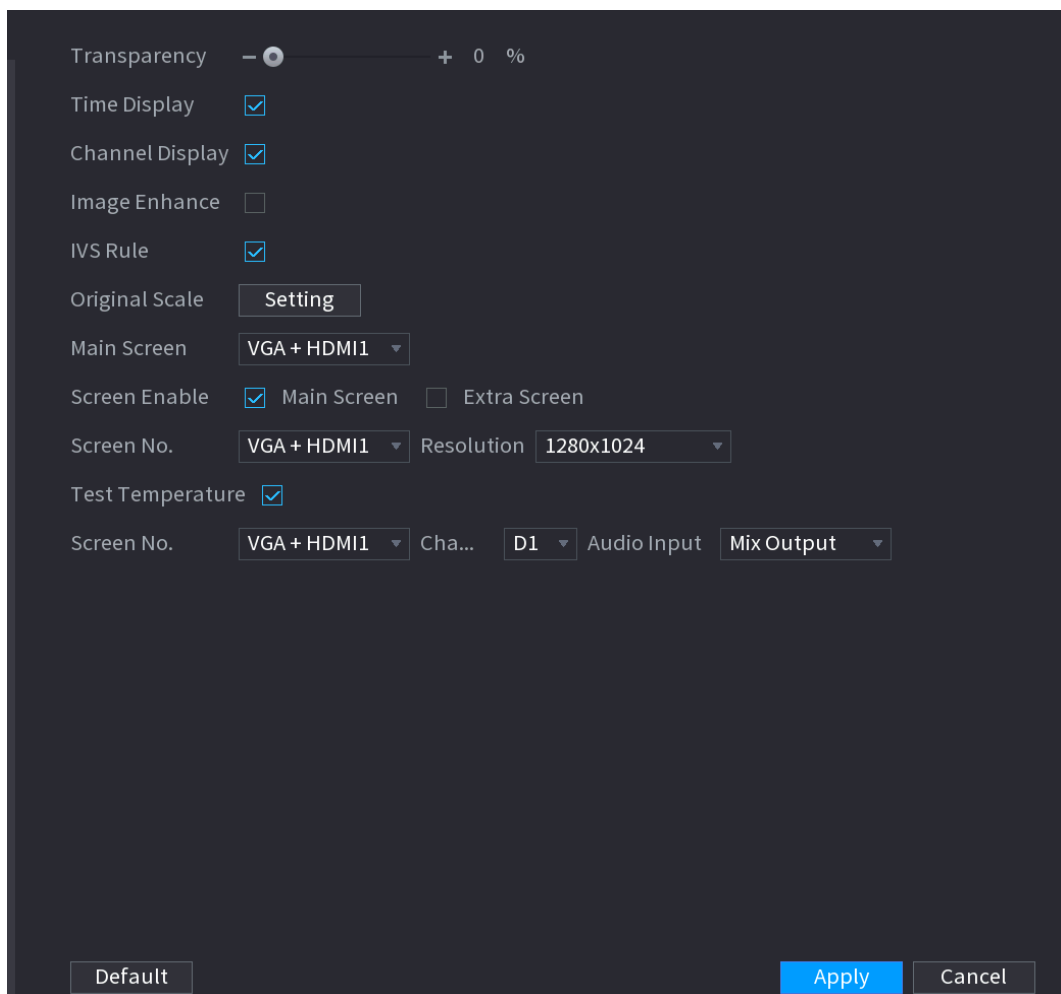 Transparency − + 0 %
Time Display
Channel Display
Image Enhance
IVS Rule
Original Scale Setting
Main Screen VGA + HDMI1
Screen Enable Main Screen Extra Screen
Screen No. VGA + HDMI1 Resolution 1280x1024
Test Temperature
Screen No. VGA + HDMI1 Cha... D1 Audio Input Mix Output
Default Apply Cancel